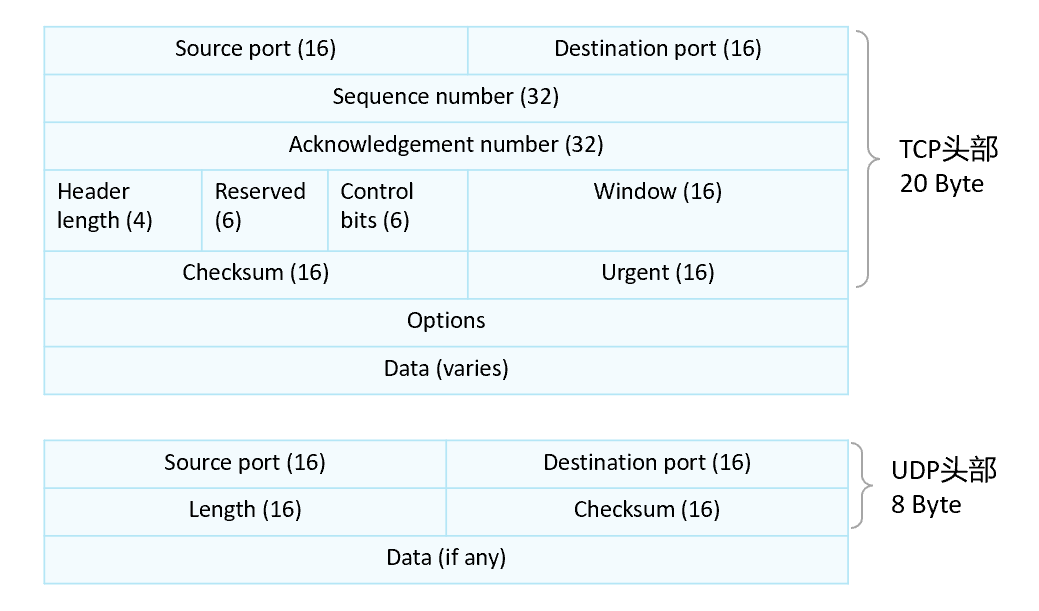 Source port (16)
Destination port (16)
Sequence number (32)
Acknowledgement number (32)
Header
length (4)
Reserved
(6)
Control
bits (6)
Window (16)
Checksum (16)
Urgent (16)
Options
Data (varies)
TCP头部
20 Byte
Source port (16)
Destination port (16)
Length (16)
Checksum (16)
Data (if any)
UDP头部
8 Byte